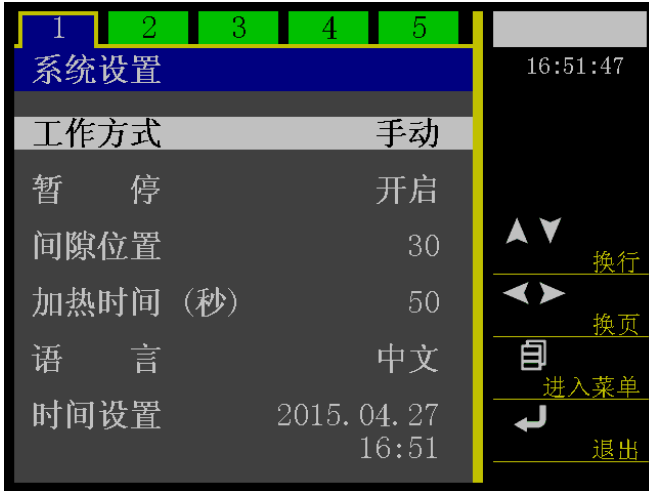 1 2 3 4 5
系统设置
16:51:47
工作方式 手动
暂 停 开启
间隙位置 30
加热时间（秒） 50
语 言 中文
时间设置 2015.04.27
16:51
换行
换页
进入菜单
退出